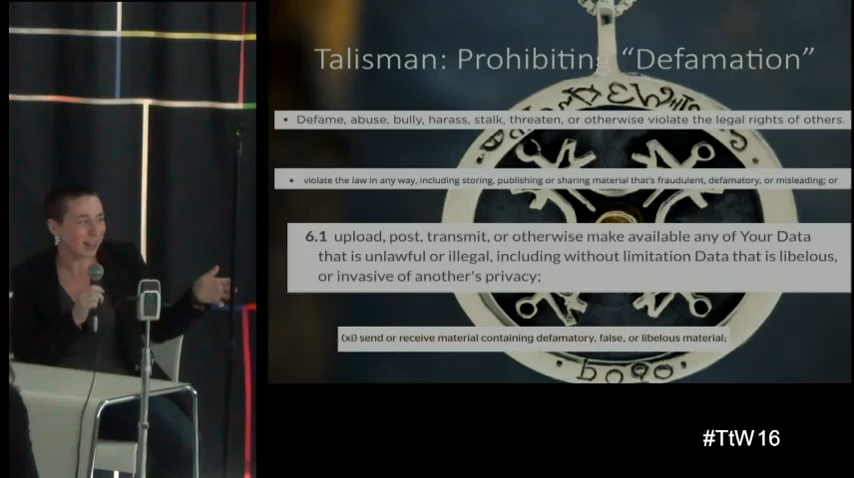 Talisman: Prohibiting “Defamation”
• Defame, abuse, bully, harass, stalk, threaten, or otherwise violate the legal rights of others.
• violate the law in any way, including storing, publishing or sharing material that's fraudulent, defamatory, or misleading; or
6.1 upload, post, transmit, or otherwise make available any of Your Data
that is unlawful or illegal, including without limitation Data that is libelous,
or invasive of another's privacy;
(xi) send or receive material containing defamatory, false, or libelous material;
#TtW16